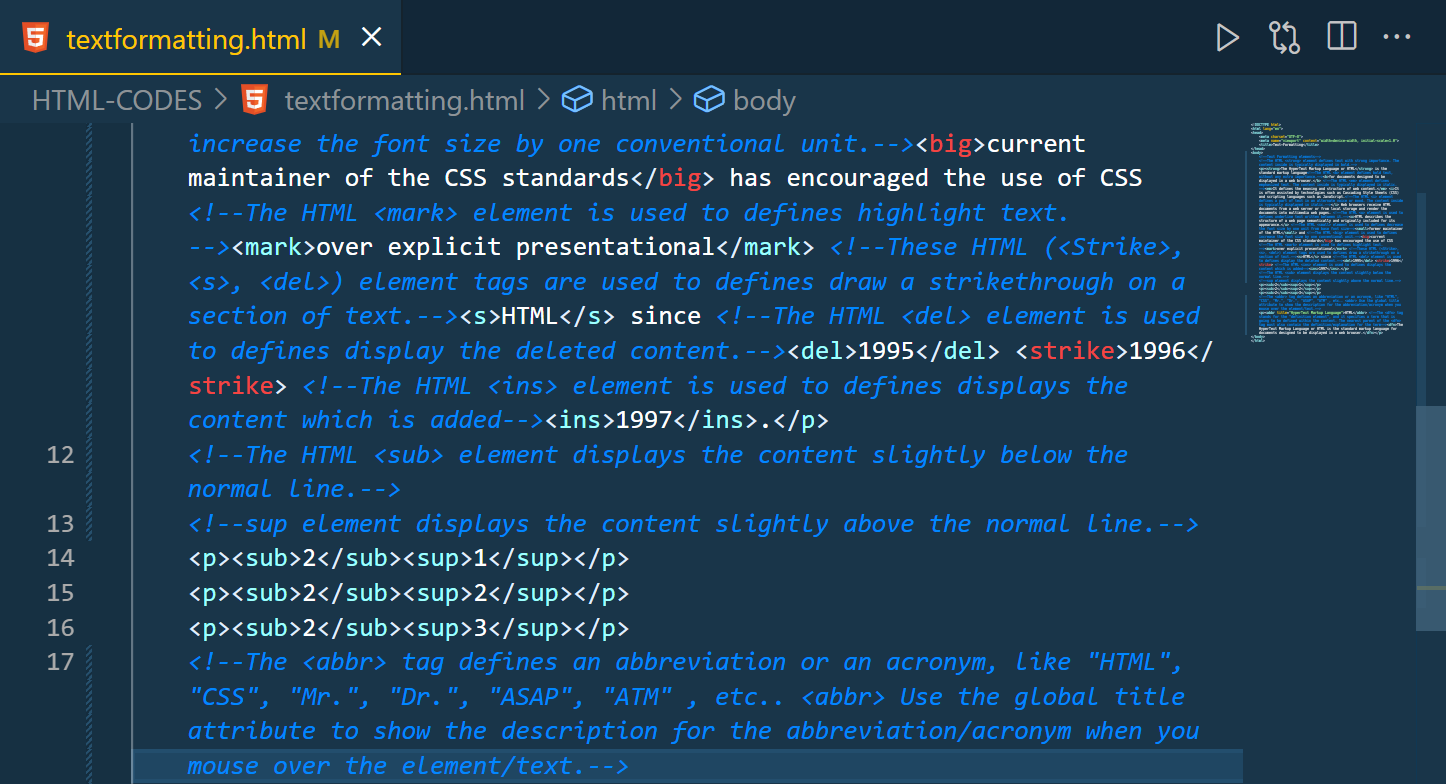 textformatting.html M
HTML-CODES > textformatting.html > html > body
increase the font size by one conventional unit.--><big>current
maintainer of the CSS standards</big> has encouraged the use of CSS
<!--The HTML <mark> element is used to defines highlight text.
--><mark>over explicit presentational</mark> <!--These HTML (<Strike>,
<s>, <del>) element tags are used to defines draw a strikethrough on a
section of text.--><s>HTML</s> since <!--The HTML <del> element is used
to defines display the deleted content.--><del>1995</del> <strike>1996</
strike> <!--The HTML <ins> element is used to defines displays the
content which is added--><ins>1997</ins>.</p>
12 <!--The HTML <sub> element displays the content slightly below the
normal line.-->
13 <!--sup element displays the content slightly above the normal line.-->
14 <p><sub>2</sub><sup>1</sup></p>
15 <p><sub>2</sub><sup>2</sup></p>
16 <p><sub>2</sub><sup>3</sup></p>
17 <!--The <abbr> tag defines an abbreviation or an acronym, like "HTML",
"CSS", "Mr.", "Dr.", "ASAP", "ATM" , etc.. <abbr> Use the global title
attribute to show the description for the abbreviation/acronym when you
mouse over the element/text.-->